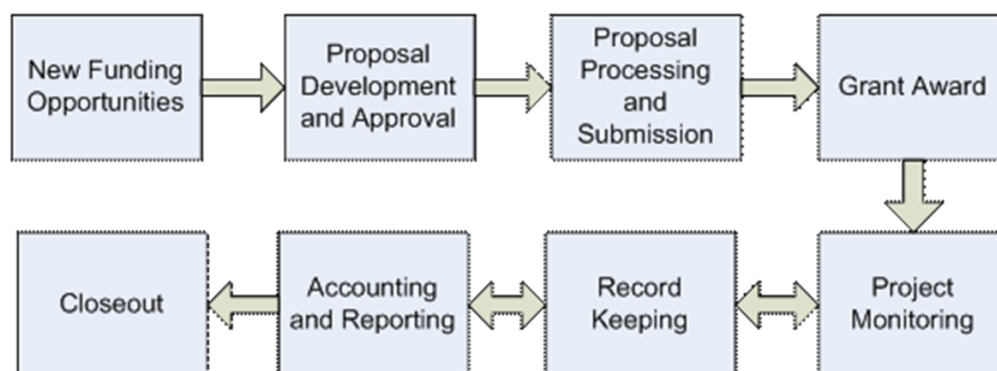 New Funding
Opportunities
Proposal
Development
and Approval
Proposal
Processing
and
Submission
Grant Award
Closeout
Accounting
and Reporting
Record
Keeping
Project
Monitoring